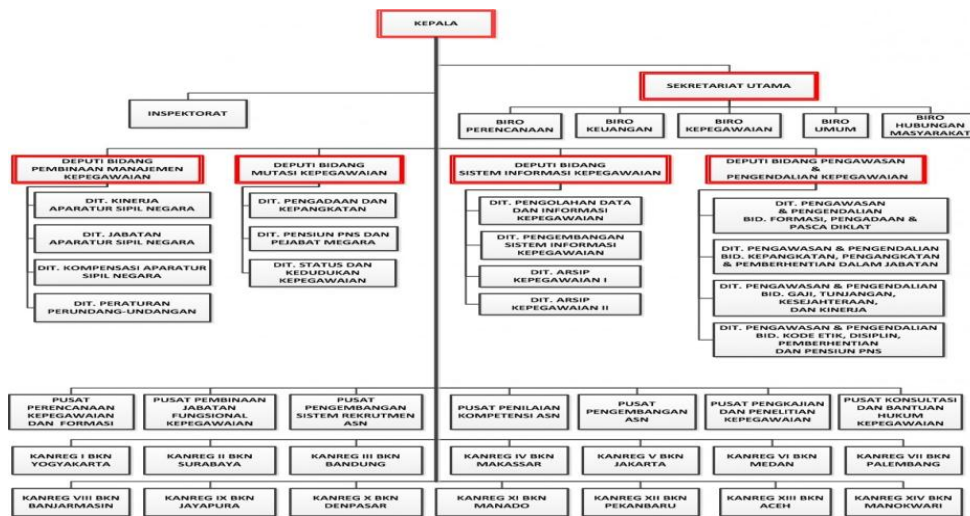 KEPALA
SEKRETARIAT UTAMA
INSPEKTORAT
BIRO
PERENCANAAN
BIRO
KEUANGAN
BIRO
KEPEGAWAIAN
BIRO
UMUM
BIRO
HUBUNGAN
MASYARAKAT
DEPUTI BIDANG
PEMBINAAN MANAJEMEN
KEPEGAWAIAN
DIT. KINERJA
APARATUR SIPIL NEGARA
DIT. JABATAN
APARATUR SIPIL NEGARA
DIT. KOMPENSASI APARATUR
SIPIL NEGARA
DIT. PERATURAN
PERUNDANG-UNDANGAN
DEPUTI BIDANG
MUTASI KEPEGAWAIAN
DIT. PENGADAAN DAN
KEPANGKATAN
DIT. PENSIUN PNS DAN
PEJABAT MEGARA
DIT. STATUS DAN
KEDUDUKAN
KEPEGAWAIAN
DEPUTI BIDANG
SISTEM INFORMASI KEPEGAWAIAN
DIT. PENGOLAHAN DATA
DAN INFORMASI
KEPEGAWAIAN
DIT. PENGEMBANGAN
SISTEM INFORMASI
KEPEGAWAIAN
DIT. ARSIP
KEPEGAWAIAN I
DIT. ARSIP
KEPEGAWAIAN II
DEPUTI BIDANG PENGAWASAN
&
PENGENDALIAN KEPEGAWAIAN
DIT. PENGAWASAN
& PENGENDALIAN
BID. FORMASI, PENGADAAN &
PASCA DIKLAT
DIT. PENGAWASAN & PENGENDALIAN
BID. KEPANGKATAN, PENGANGKATAN
& PEMBERHENTIAN DALAM JABATAN
DIT. PENGAWASAN & PENGENDALIAN
BID. GAJI, TUNJANGAN,
KESEJAHTERAAN,
DAN KINERJA
DIT. PENGAWASAN & PENGENDALIAN
BID. KODE ETIK, DISIPLIN,
PEMBERHENTIAN
DAN PENSIUN PNS
PUSAT
PERENCANAAN
KEPEGAWAIAN
DAN FORMASI
PUSAT PEMBINAAN
JABATAN
FUNGSIONAL
KEPEGAWAIAN
PUSAT
PENGEMBANGAN
SISTEM REKRUTMEN
ASN
PUSAT PENILAIAN
KOMPETENSI ASN
PUSAT
PENGEMBANGAN
ASN
PUSAT PENGKAJIAN
DAN PENELITIAN
KEPEGAWAIAN
PUSAT KONSULTASI
DAN BANTUAN
HUKUM
KEPEGAWAIAN
KANREG I BKN
YOGYAKARTA
KANREG II BKN
SURABAYA
KANREG III BKN
BANDUNG
KANREG IV BKN
MAKASSAR
KANREG V BKN
JAKARTA
KANREG VI BKN
MEDAN
KANREG VII BKN
PALEMBANG
KANREG VIII BKN
BANJARMASIN
KANREG IX BKN
JAYAPURA
KANREG X BKN
DENPASAR
KANREG XI BKN
MANADO
KANREG XII BKN
PEKANBARU
KANREG XIII BKN
ACEH
KANREG XIV BKN
MANOKWARI